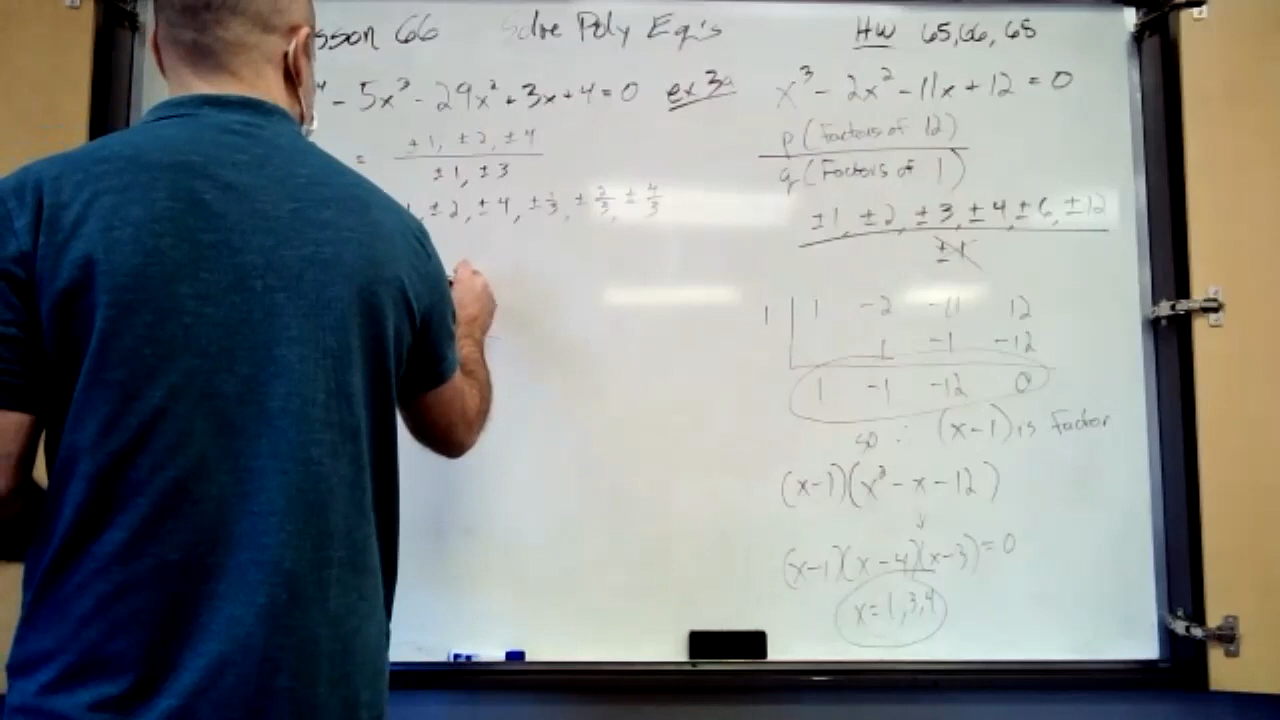 sson 66 Solve Poly Eq's HW 65,66,68
⁴ - 5x³ - 29x² + 3x + 4 = 0 ex 3a
= ±1, ±2, ±4
±1, ±3
, ±2, ±4, ±1/3, ±2/3, ±4/3
x³ - 2x² - 11x + 12 = 0
p (factors of 12)
q (Factors of 1)
±1, ±2, ±3, ±4, ±6, ±12
±1
1 | 1 -2 -11 12
1 -1 -12
1 -1 -12 0
so ∴ (x-1) is factor
(x-1)(x² - x - 12)
(x-1)(x-4)(x-3) = 0
x = 1, 3, 4